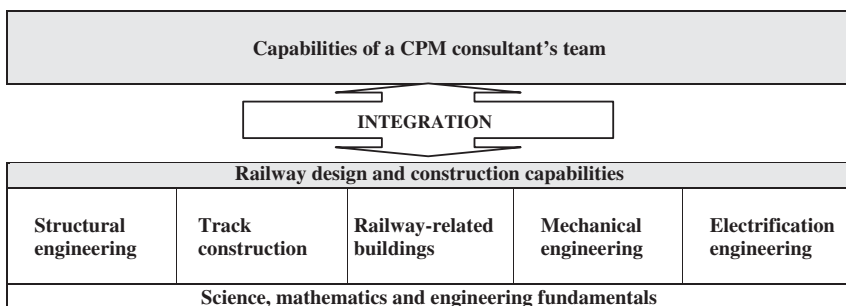 Capabilities of a CPM consultant's team
INTEGRATION
Railway design and construction capabilities
Structural
engineering
Track
construction
Railway-related
buildings
Mechanical
engineering
Electrification
engineering
Science, mathematics and engineering fundamentals